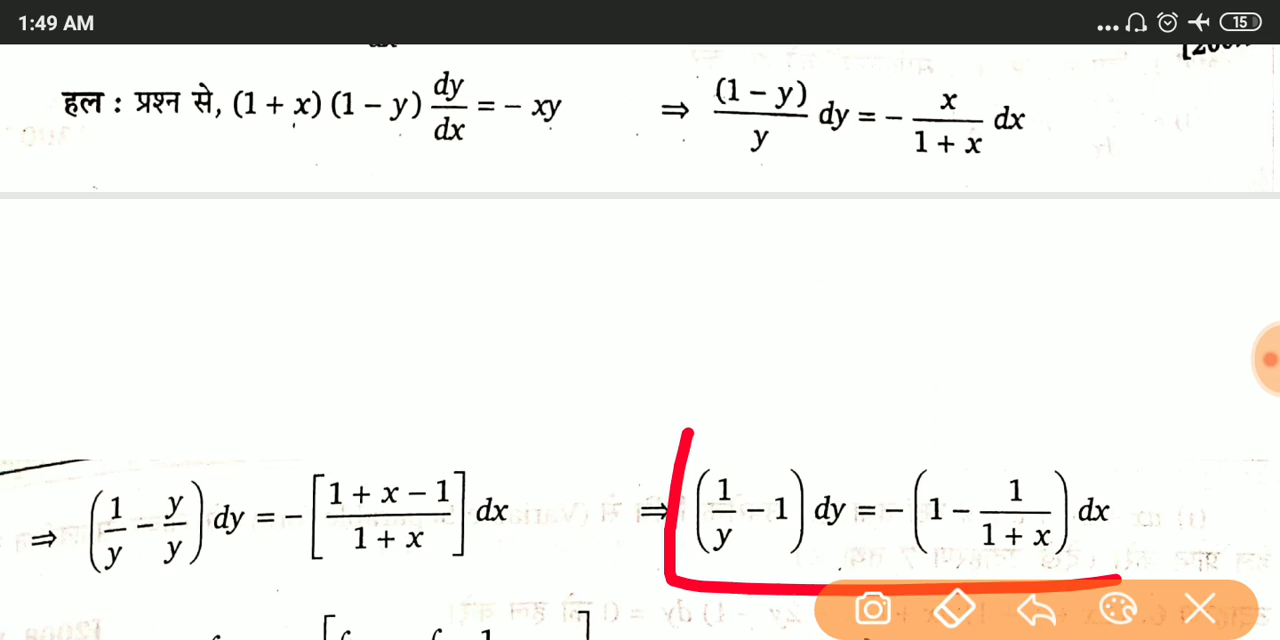 1:49 AM
15
हल : प्रश्न से, (1 + x) (1 − y) dy/dx = − xy ⇒ (1 − y)/y dy = − x/(1 + x) dx
⇒ (1/y − y/y) dy = − [(1 + x − 1)/(1 + x)] dx ⇒ (1/y − 1) dy = − (1 − 1/(1 + x)) dx